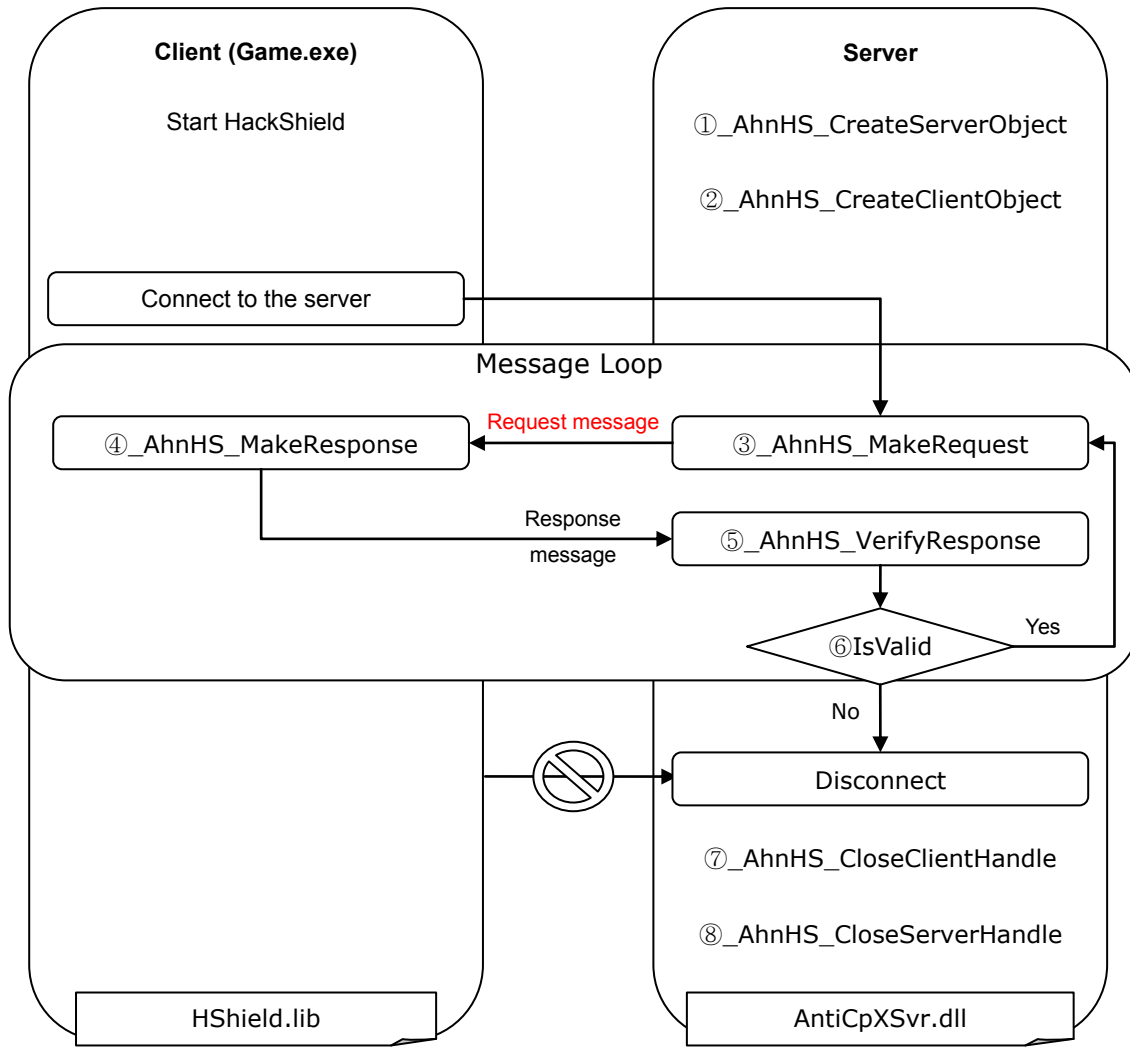 Client (Game.exe)
Server
Start HackShield
①_AhnHS_CreateServerObject
②_AhnHS_CreateClientObject
Connect to the server
Message Loop
Request message
④_AhnHS_MakeResponse
③_AhnHS_MakeRequest
Response
message
⑤_AhnHS_VerifyResponse
⑥IsValid
Yes
No
Disconnect
⑦_AhnHS_CloseClientHandle
⑧_AhnHS_CloseServerHandle
HShield.lib
AntiCpXSvr.dll